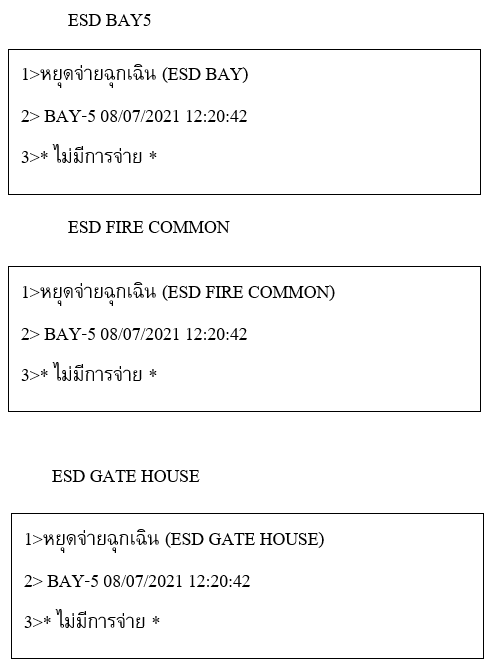 ESD BAY5
1>หยุดจ่ายฉุกเฉิน (ESD BAY)
2> BAY-5 08/07/2021 12:20:42
3>* ไม่มีการจ่าย *
ESD FIRE COMMON
1>หยุดจ่ายฉุกเฉิน (ESD FIRE COMMON)
2> BAY-5 08/07/2021 12:20:42
3>* ไม่มีการจ่าย *
ESD GATE HOUSE
1>หยุดจ่ายฉุกเฉิน (ESD GATE HOUSE)
2> BAY-5 08/07/2021 12:20:42
3>* ไม่มีการจ่าย *